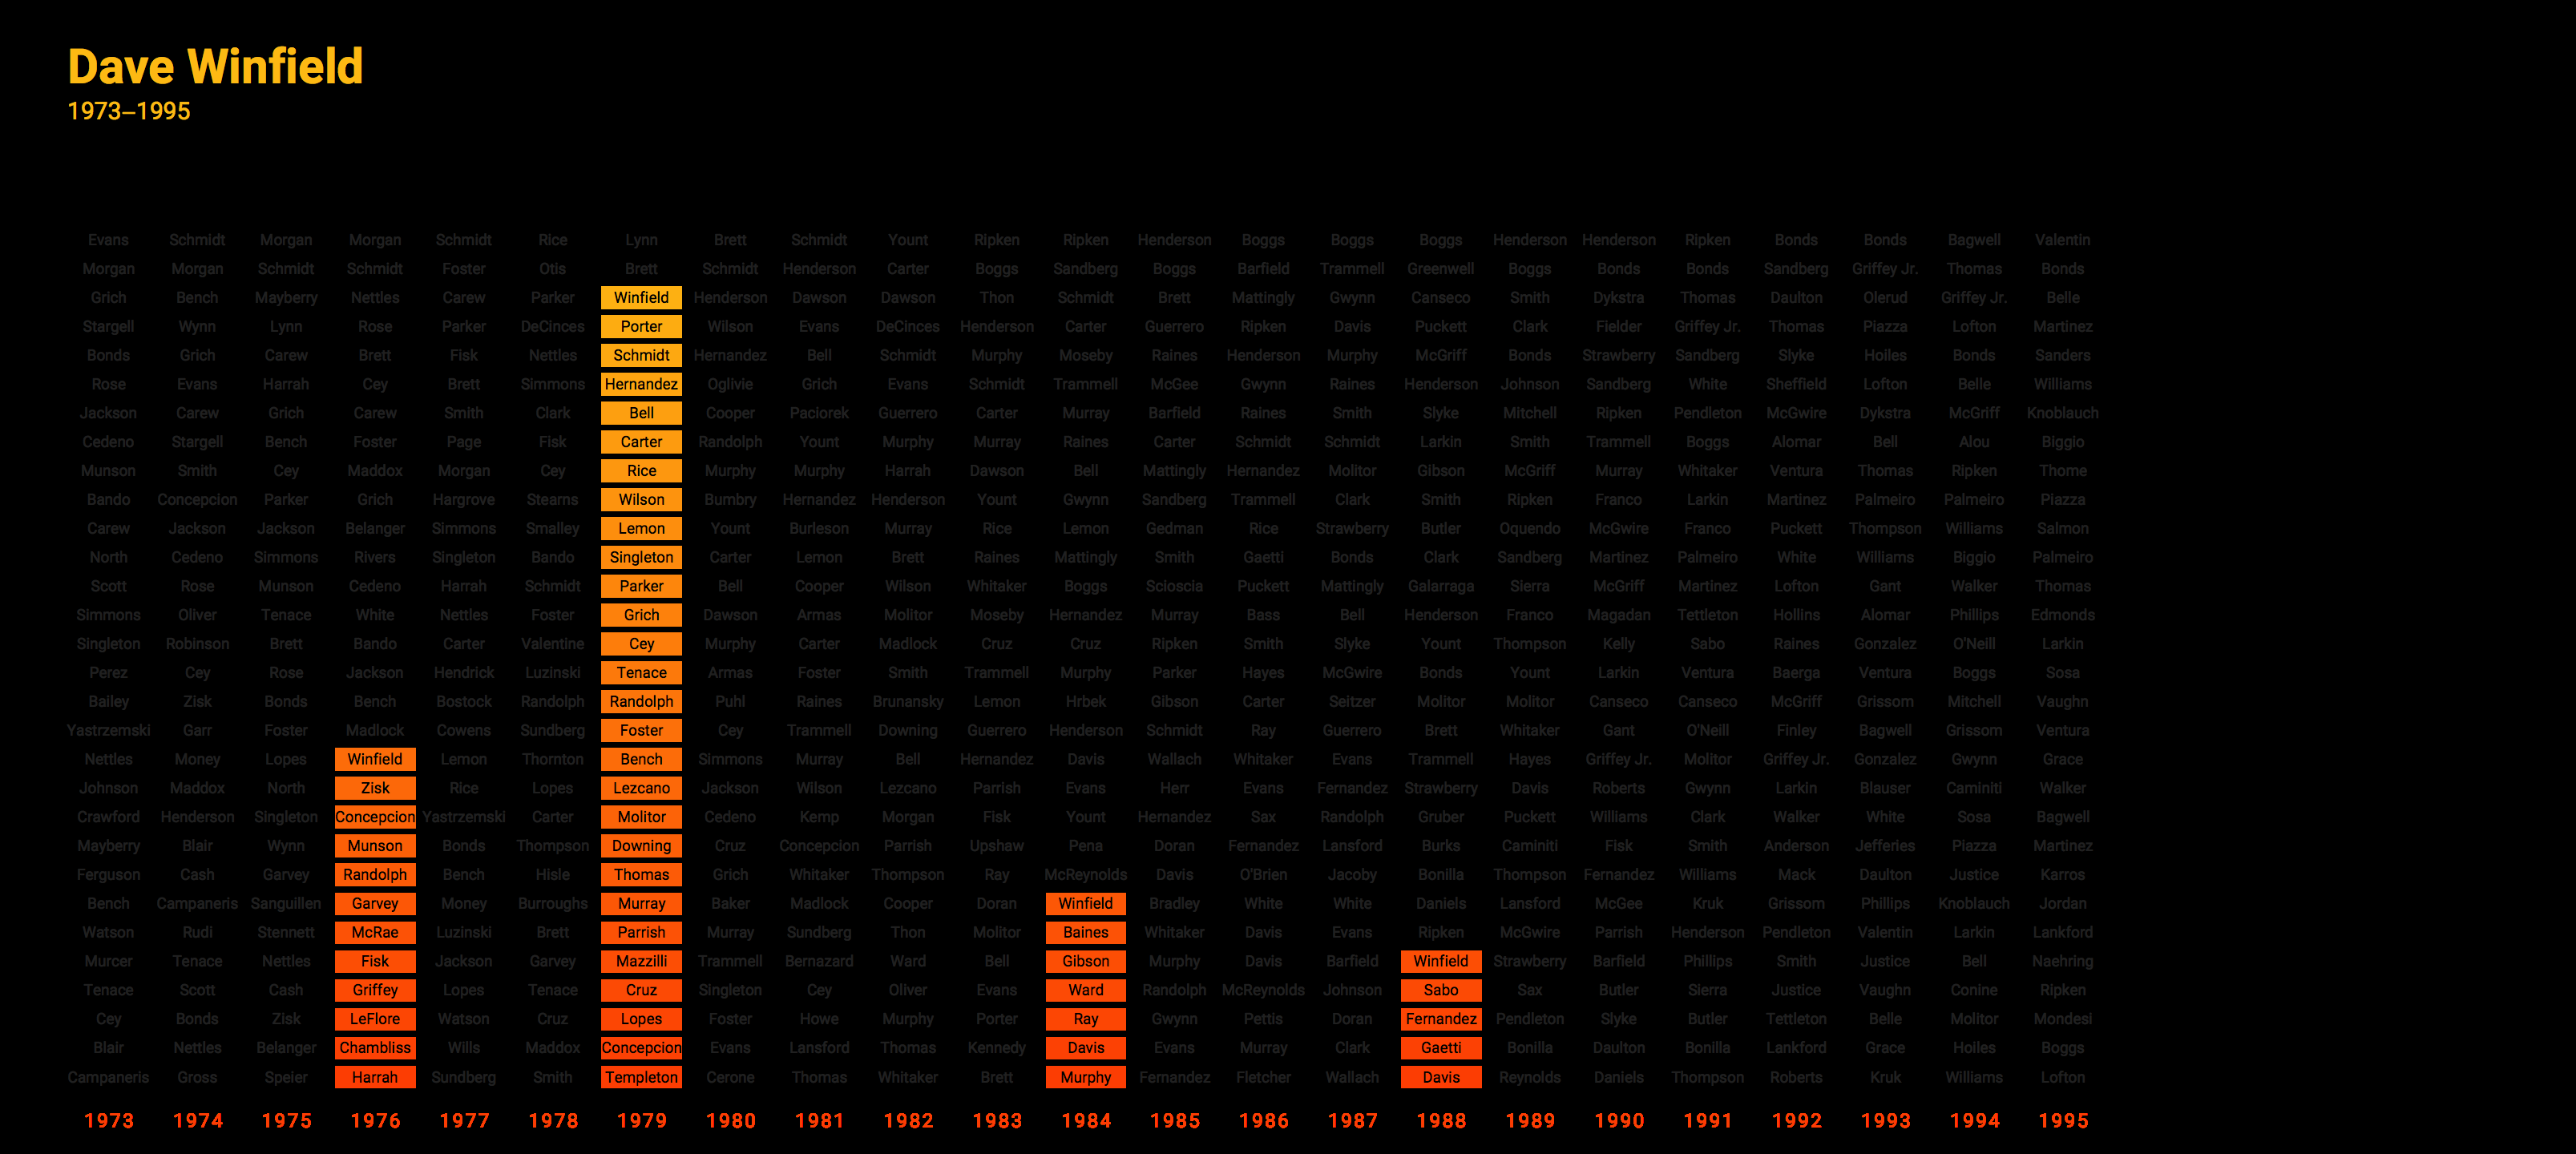 Dave Winfield
1973–1995
Evans Schmidt Morgan Morgan Schmidt Rice Lynn Brett Schmidt Yount Ripken Ripken Henderson Boggs Boggs Boggs Henderson Henderson Ripken Bonds Bonds Bagwell Valentin
Morgan Morgan Schmidt Schmidt Foster Otis Brett Schmidt Henderson Carter Boggs Sandberg Boggs Barfield Trammell Greenwell Boggs Bonds Bonds Sandberg Griffey Jr. Thomas Bonds
Grich Bench Mayberry Nettles Carew Parker Winfield Henderson Dawson Dawson Thon Schmidt Brett Mattingly Gwynn Canseco Smith Dykstra Thomas Daulton Olerud Griffey Jr. Belle
Stargell Wynn Lynn Rose Parker DeCinces Porter Wilson Evans DeCinces Henderson Carter Guerrero Ripken Davis Puckett Clark Fielder Griffey Jr. Thomas Piazza Lofton Martinez
Bonds Grich Carew Brett Fisk Nettles Schmidt Hernandez Bell Schmidt Murphy Moseby Raines Henderson Murphy McGriff Bonds Strawberry Sandberg Slyke Hoiles Bonds Sanders
Rose Evans Harrah Cey Brett Simmons Hernandez Oglivie Grich Evans Schmidt Trammell McGee Gwynn Raines Henderson Johnson Sandberg White Sheffield Lofton Belle Williams
Jackson Carew Grich Carew Smith Clark Bell Cooper Paciorek Guerrero Carter Murray Barfield Raines Smith Slyke Mitchell Ripken Pendleton McGwire Dykstra McGriff Knoblauch
Cedeno Stargell Bench Foster Page Fisk Carter Randolph Yount Murphy Murray Raines Carter Schmidt Schmidt Larkin Smith Trammell Boggs Alomar Bell Alou Biggio
Munson Smith Cey Maddox Morgan Cey Rice Murphy Murphy Harrah Dawson Bell Mattingly Hernandez Molitor Gibson McGriff Murray Whitaker Ventura Thomas Ripken Thome
Bando Concepcion Parker Grich Hargrove Stearns Wilson Bumbry Hernandez Henderson Yount Gwynn Sandberg Trammell Clark Smith Ripken Franco Larkin Martinez Palmeiro Palmeiro Piazza
Carew Jackson Jackson Belanger Simmons Smalley Lemon Yount Burleson Murray Rice Lemon Gedman Rice Strawberry Butler Oquendo McGwire Franco Puckett Thompson Williams Salmon
North Cedeno Simmons Rivers Singleton Bando Singleton Carter Lemon Brett Raines Mattingly Smith Gaetti Bonds Clark Sandberg Martinez Palmeiro White Williams Biggio Palmeiro
Scott Rose Munson Cedeno Harrah Schmidt Parker Bell Cooper Wilson Whitaker Boggs Scioscia Puckett Mattingly Galarraga Sierra McGriff Martinez Lofton Gant Walker Thomas
Simmons Oliver Tenace White Nettles Foster Grich Dawson Armas Molitor Moseby Hernandez Murray Bass Bell Henderson Franco Magadan Tettleton Hollins Alomar Phillips Edmonds
Singleton Robinson Brett Bando Carter Valentine Cey Murphy Carter Madlock Cruz Cruz Ripken Smith Slyke Yount Thompson Kelly Sabo Raines Gonzalez O'Neill Larkin
Perez Cey Rose Jackson Hendrick Luzinski Tenace Armas Foster Smith Trammell Murphy Parker Hayes McGwire Bonds Yount Larkin Ventura Baerga Ventura Boggs Sosa
Bailey Zisk Bonds Bench Bostock Randolph Randolph Puhl Raines Brunansky Lemon Hrbek Gibson Carter Seitzer Molitor Molitor Canseco Canseco McGriff Grissom Mitchell Vaughn
Yastrzemski Garr Foster Madlock Cowens Sundberg Foster Cey Trammell Downing Guerrero Henderson Schmidt Ray Guerrero Brett Whitaker Gant O'Neill Finley Bagwell Grissom Ventura
Nettles Money Lopes Winfield Lemon Thornton Bench Simmons Murray Bell Hernandez Davis Wallach Whitaker Evans Trammell Hayes Griffey Jr. Molitor Griffey Jr. Gonzalez Gwynn Grace
Johnson Maddox North Zisk Rice Lopes Lezcano Jackson Wilson Lezcano Parrish Evans Herr Evans Fernandez Strawberry Davis Roberts Gwynn Larkin Blauser Caminiti Walker
Crawford Henderson Singleton Concepcion Yastrzemski Carter Molitor Cedeno Kemp Morgan Fisk Yount Hernandez Sax Randolph Gruber Puckett Williams Clark Walker White Sosa Bagwell
Mayberry Blair Wynn Munson Bonds Thompson Downing Cruz Concepcion Parrish Upshaw Pena Doran Fernandez Lansford Burks Caminiti Fisk Smith Anderson Jefferies Piazza Martinez
Ferguson Cash Garvey Randolph Bench Hisle Thomas Grich Whitaker Thompson Ray McReynolds Davis O'Brien Jacoby Bonilla Thompson Fernandez Williams Mack Daulton Justice Karros
Bench Campaneris Sanguillen Garvey Money Burroughs Murray Baker Madlock Cooper Doran Winfield Bradley White White Daniels Lansford McGee Kruk Grissom Phillips Knoblauch Jordan
Watson Rudi Stennett McRae Luzinski Brett Parrish Murray Sundberg Thon Molitor Baines Whitaker Davis Evans Ripken McGwire Parrish Henderson Pendleton Valentin Larkin Lankford
Murcer Tenace Nettles Fisk Jackson Garvey Mazzilli Trammell Bernazard Ward Bell Gibson Murphy Davis Barfield Winfield Strawberry Barfield Phillips Smith Justice Bell Naehring
Tenace Scott Cash Griffey Lopes Tenace Cruz Singleton Cey Oliver Evans Ward Randolph McReynolds Johnson Sabo Sax Butler Sierra Justice Vaughn Conine Ripken
Cey Bonds Zisk LeFlore Watson Cruz Lopes Foster Howe Murphy Porter Ray Gwynn Pettis Doran Fernandez Pendleton Slyke Butler Tettleton Belle Molitor Mondesi
Blair Nettles Belanger Chambliss Wills Maddox Concepcion Evans Lansford Thomas Kennedy Davis Evans Murray Clark Gaetti Bonilla Daulton Bonilla Lankford Grace Hoiles Boggs
Campaneris Gross Speier Harrah Sundberg Smith Templeton Cerone Thomas Whitaker Brett Murphy Fernandez Fletcher Wallach Davis Reynolds Daniels Thompson Roberts Kruk Williams Lofton
1973 1974 1975 1976 1977 1978 1979 1980 1981 1982 1983 1984 1985 1986 1987 1988 1989 1990 1991 1992 1993 1994 1995